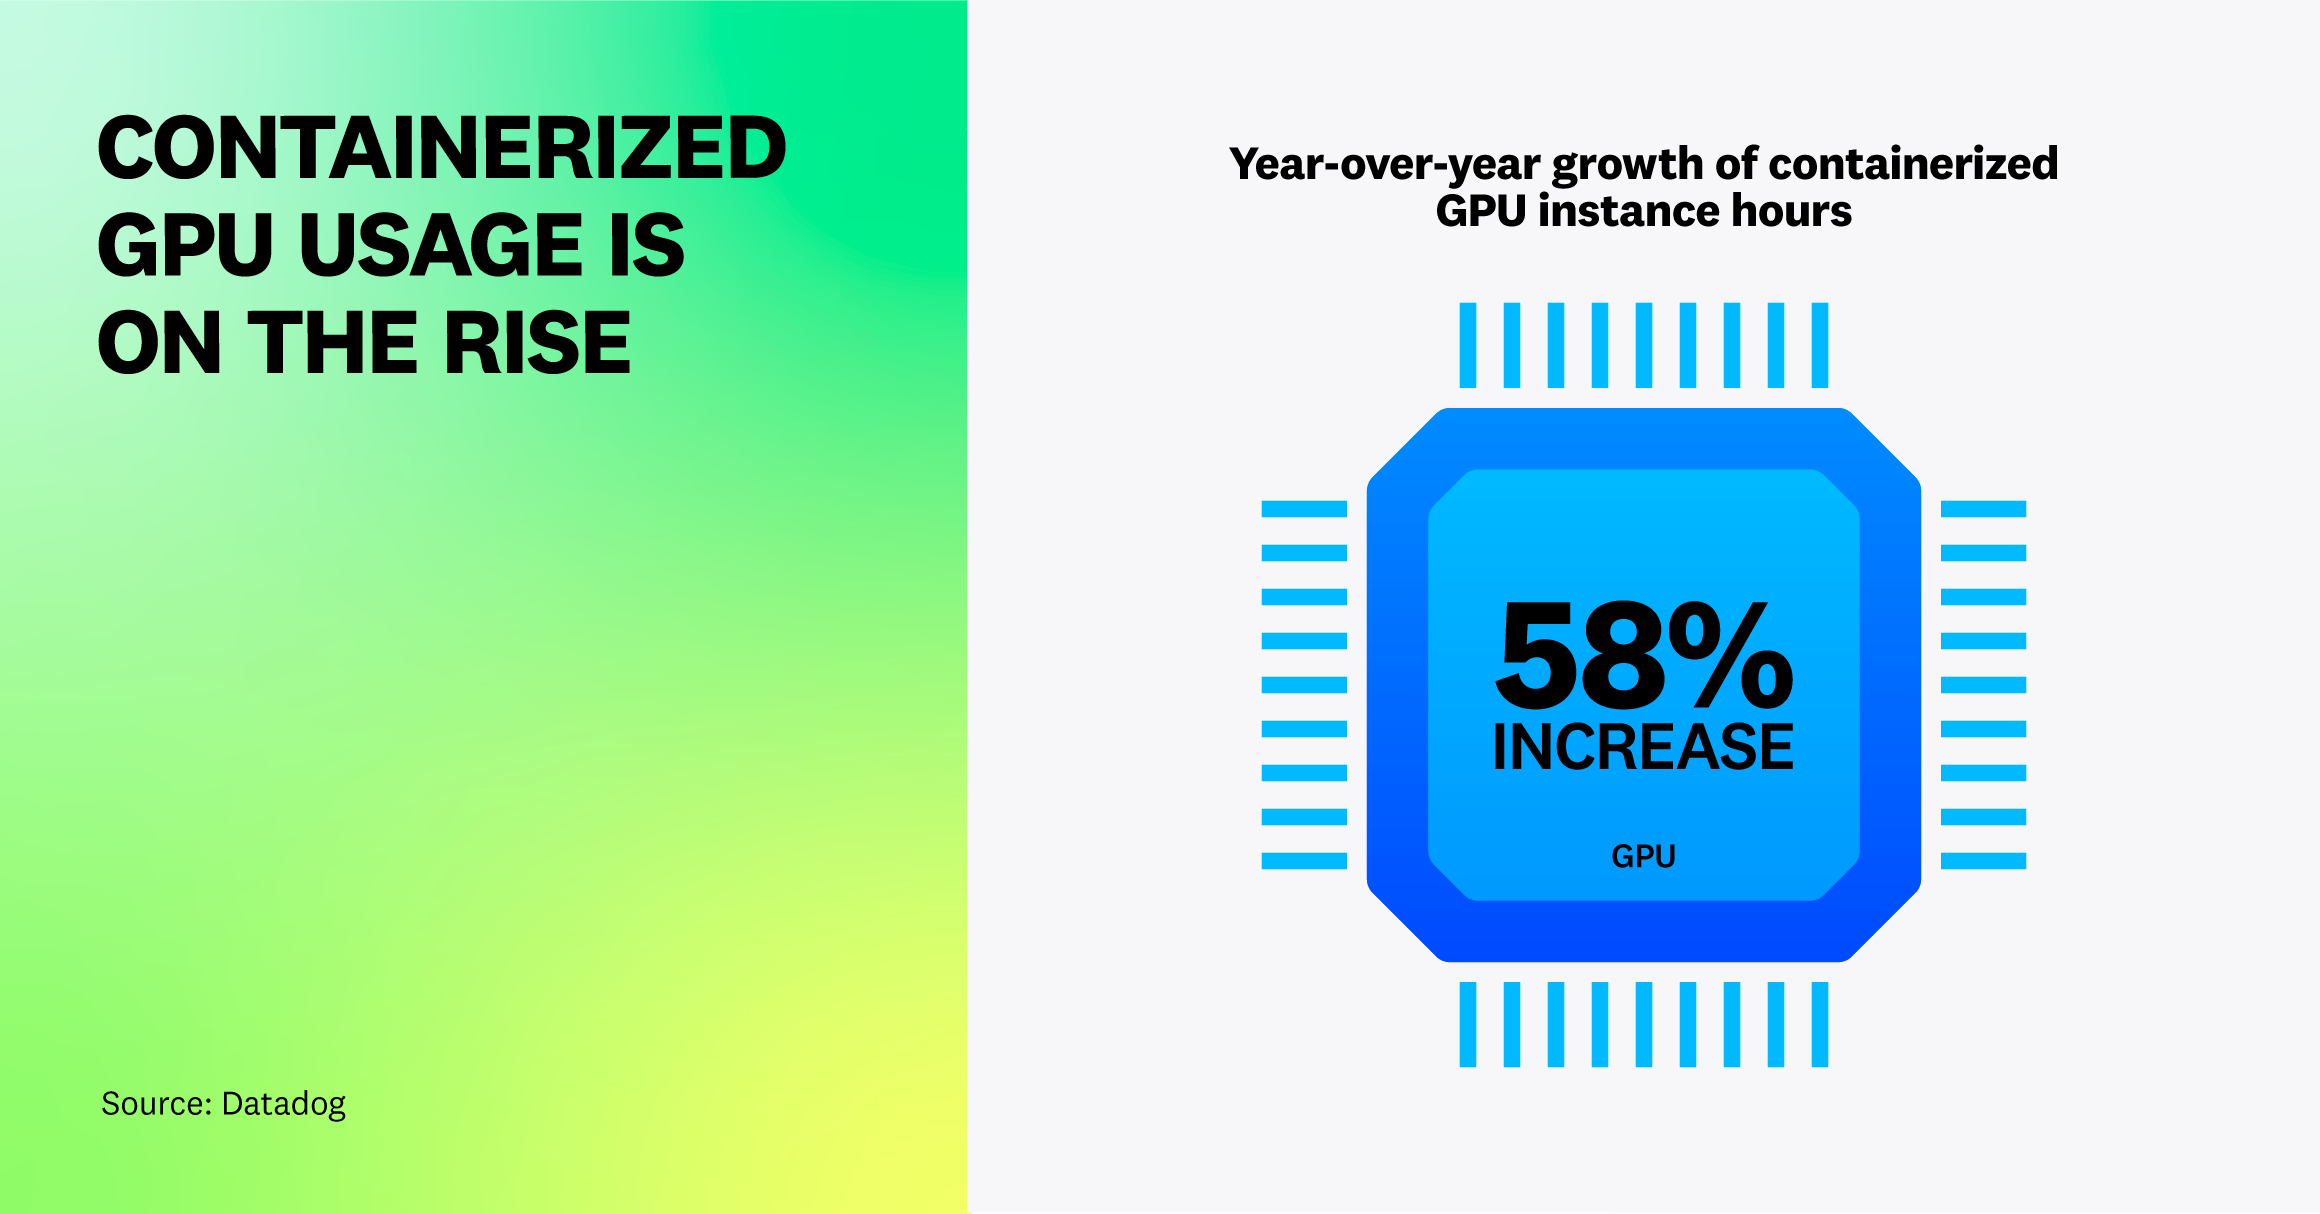 CONTAINERIZED
GPU USAGE IS
ON THE RISE
Source: Datadog
Year-over-year growth of containerized
GPU instance hours
58%
INCREASE
GPU